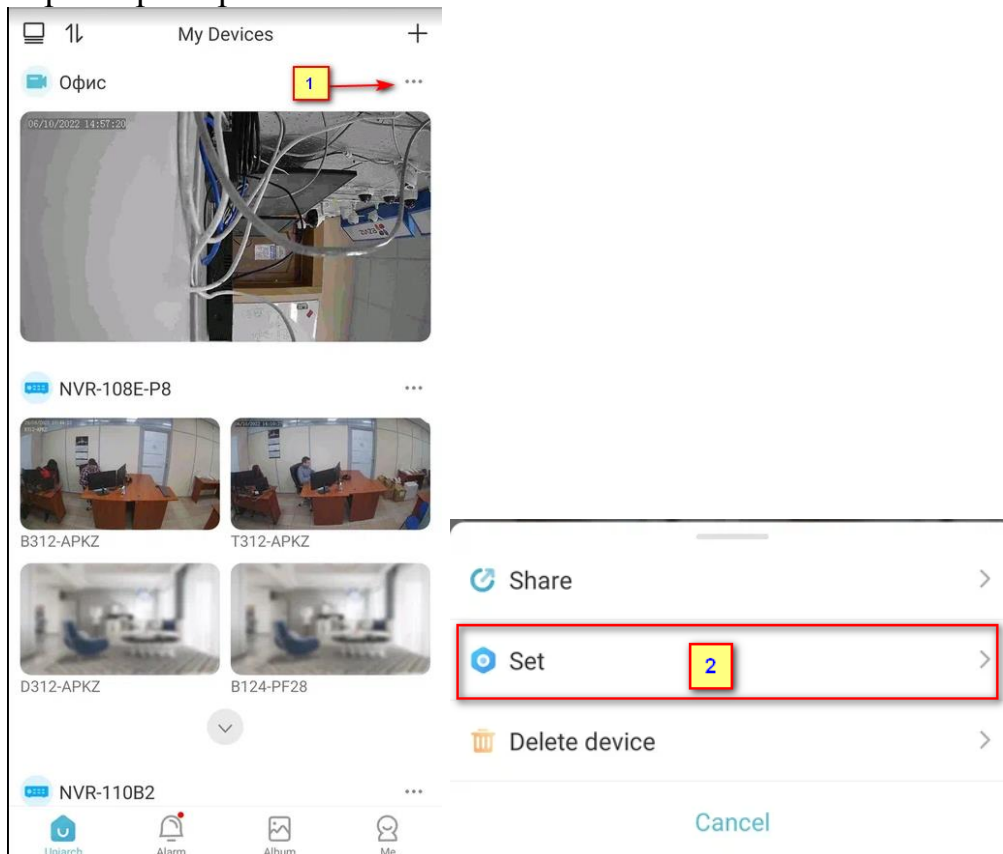 My Devices
Офис
1
06/10/2022 14:57:20
NVR-108E-P8
B312-APKZ
T312-APKZ
D312-APKZ
B124-PF28
NVR-110B2
Uniarch
Alarm
Album
Me
Share
Set
2
Delete device
Cancel